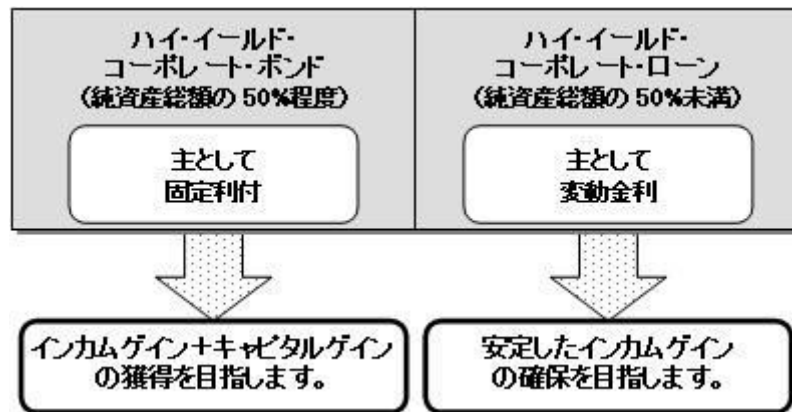 ハイ・イールド・
コーポレート・ボンド
(純資産総額の 50%程度)
主として
固定利付
ハイ・イールド・
コーポレート・ローン
(純資産総額の 50%未満)
主として
変動金利
インカムゲイン＋キャピタルゲイン
の獲得を目指します。
安定したインカムゲイン
の確保を目指します。